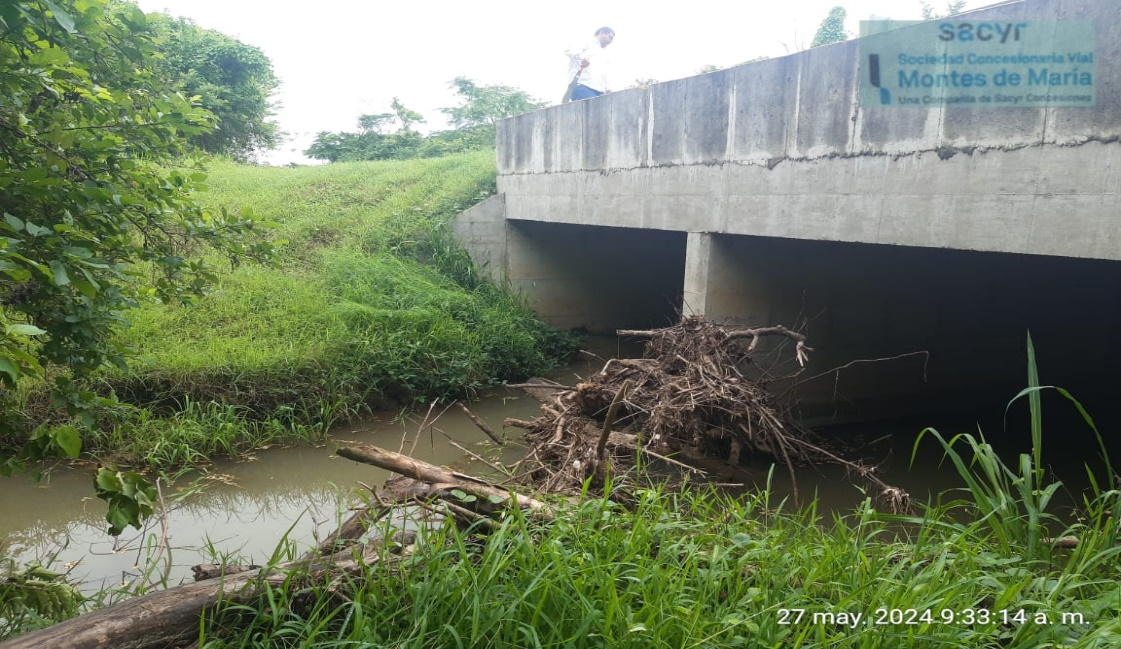 sacyr
Sociedad Concesionaria Vial
Montes de María
Una Compañía de Sacyr Concesiones
27 may. 2024 9:33:14 a. m.